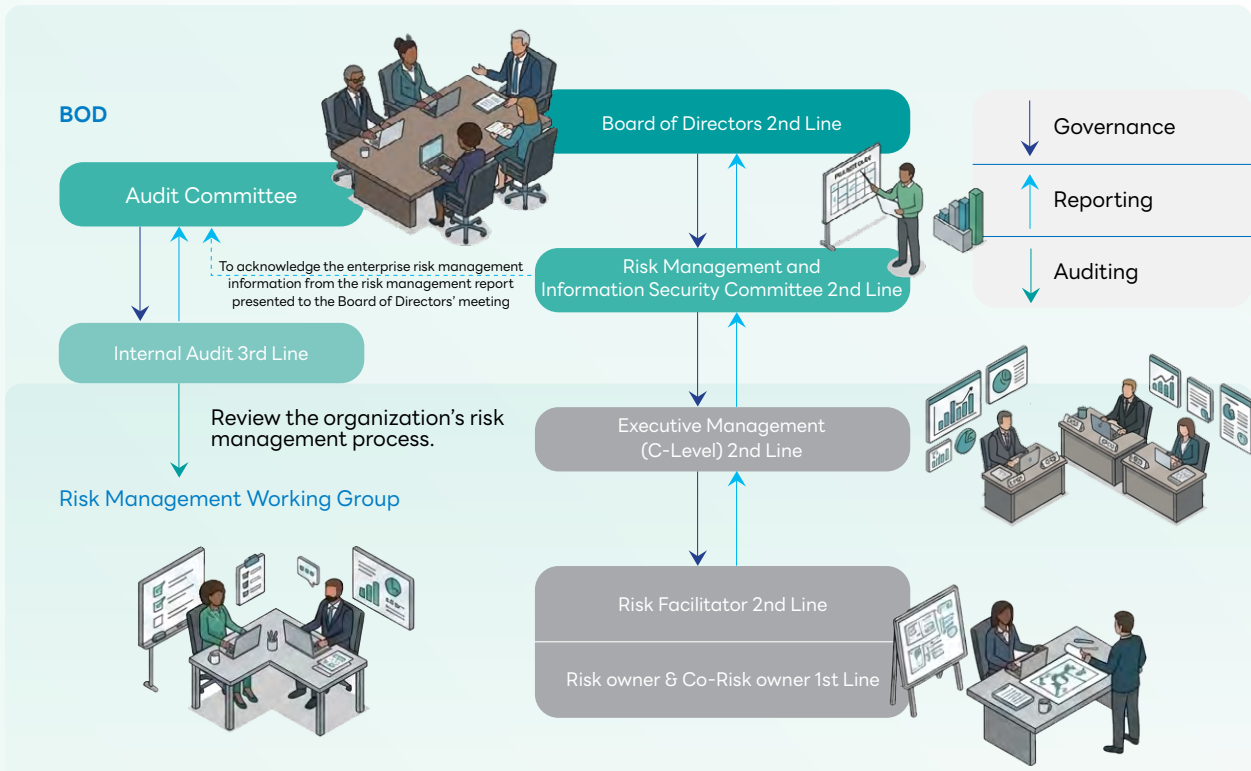 BOD
Board of Directors 2nd Line
Audit Committee
Governance
Reporting
Auditing
To acknowledge the enterprise risk management
information from the risk management report
presented to the Board of Directors' meeting
Risk Management and
Information Security Committee 2nd Line
Internal Audit 3rd Line
Review the organization's risk
management process.
Executive Management
(C-Level) 2nd Line
Risk Management Working Group
Risk Facilitator 2nd Line
Risk owner & Co-Risk owner 1st Line